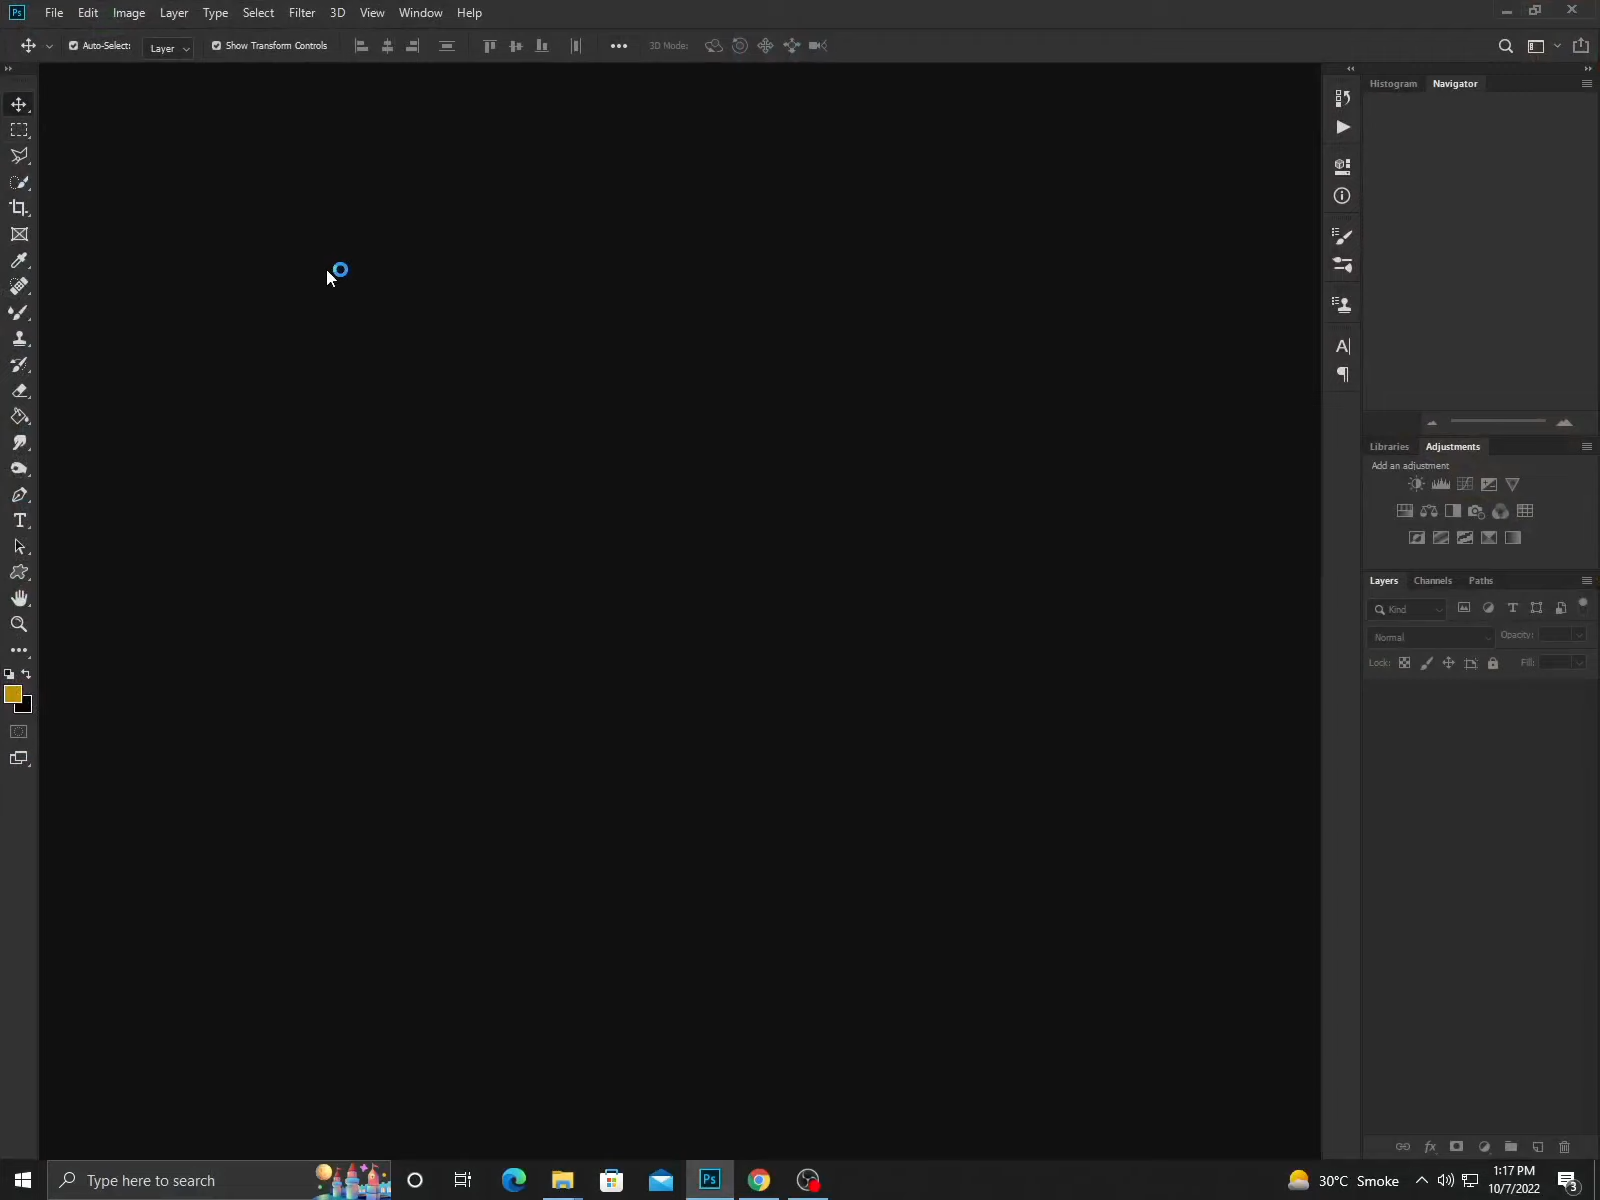 Ps File Edit Image Layer Type Select Filter 3D View Window Help
Auto-Select: Layer Show Transform Controls 3D Mode:
Histogram Navigator
Libraries Adjustments
Add an adjustment
Layers Channels Paths
Kind
Normal Opacity:
Lock: Fill:
Type here to search
Ps
30°C Smoke
1:17 PM
10/7/2022
3